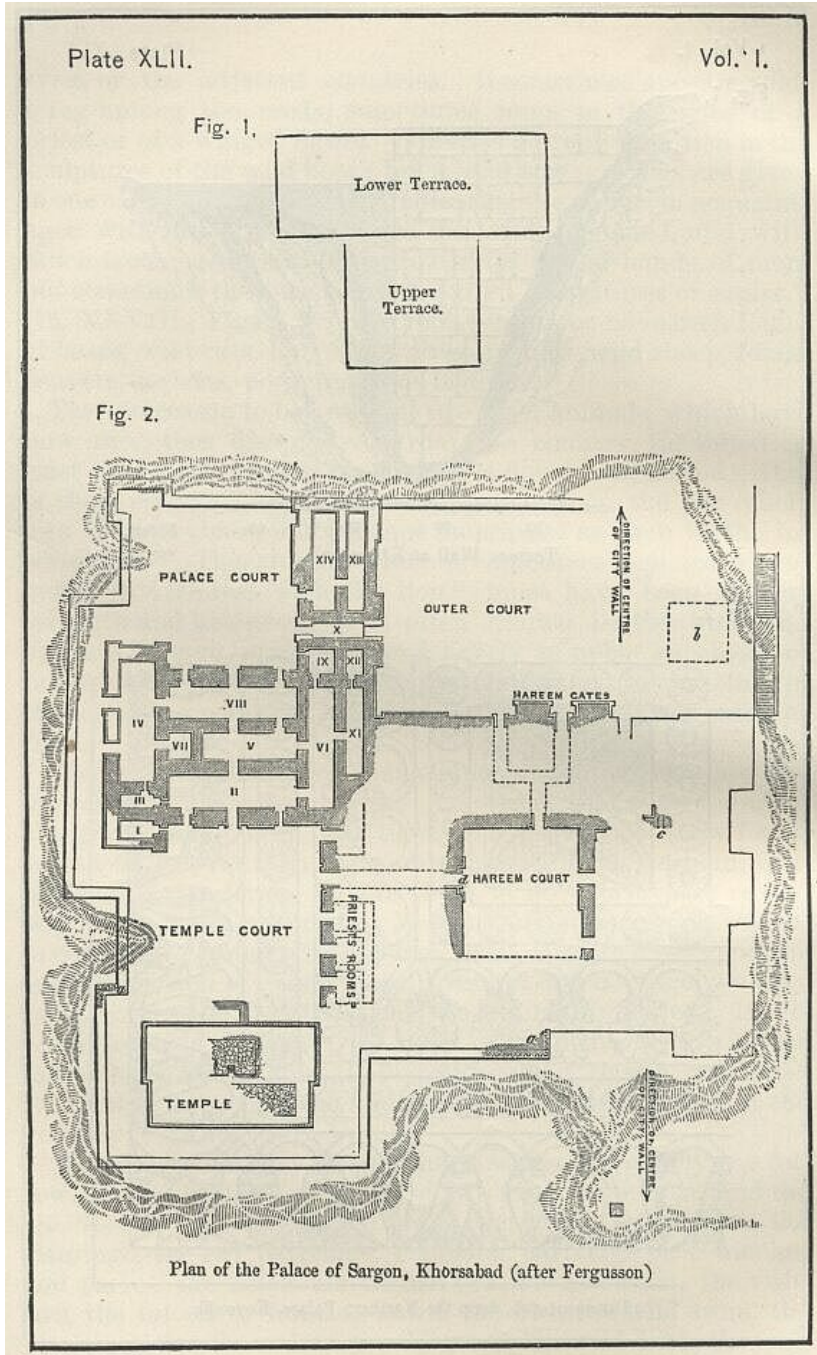 Plate XLII.
Vol. I.
Fig. 1.
Lower Terrace.
Upper
Terrace.
Fig. 2.
PALACE COURT
XIV
XIII
OUTER COURT
DIRECTION OF CENTRE
OF CITY WALL
b
X
IX
XII
HAREEM GATES
VIII
IV
VII
V
VI
XI
II
III
I
c
d HAREEM COURT
TEMPLE COURT
PRIESTS ROOMS?
a
a
TEMPLE
DIRECTION OF CENTRE
OF CITY WALL
Plan of the Palace of Sargon, Khorsabad (after Fergusson)